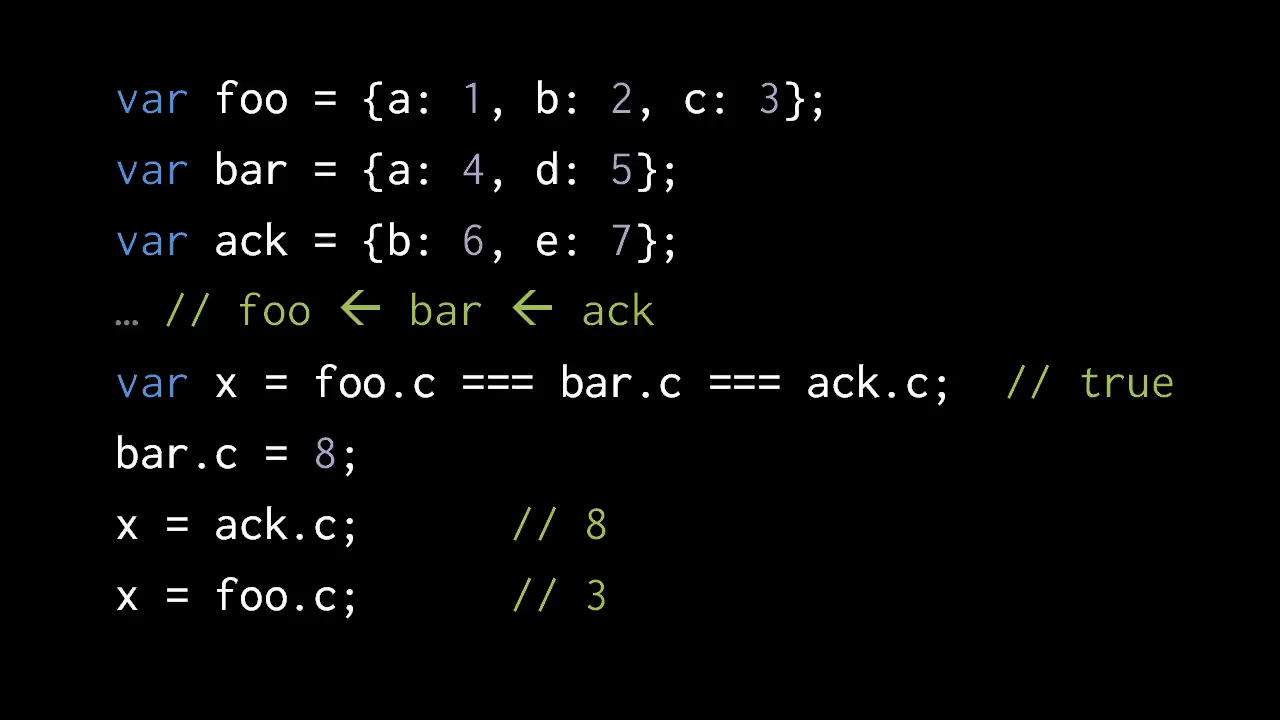 var foo = {a: 1, b: 2, c: 3};
var bar = {a: 4, d: 5};
var ack = {b: 6, e: 7};
… // foo ← bar ← ack
var x = foo.c === bar.c === ack.c;  // true
bar.c = 8;
x = ack.c;      // 8
x = foo.c;      // 3